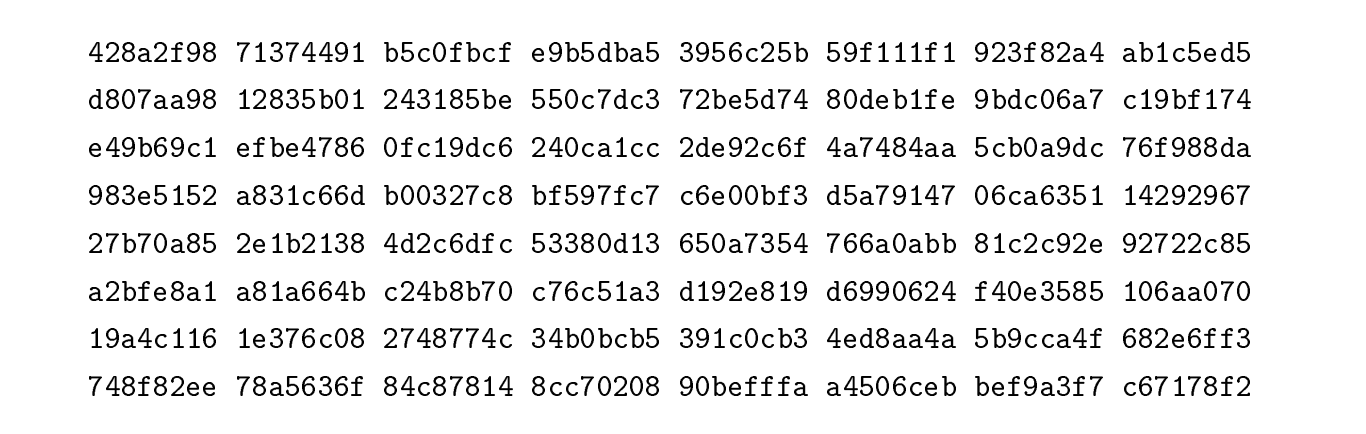 428a2f98 71374491 b5c0fbcf e9b5dba5 3956c25b 59f111f1 923f82a4 ab1c5ed5
d807aa98 12835b01 243185be 550c7dc3 72be5d74 80deb1fe 9bdc06a7 c19bf174
e49b69c1 efbe4786 0fc19dc6 240ca1cc 2de92c6f 4a7484aa 5cb0a9dc 76f988da
983e5152 a831c66d b00327c8 bf597fc7 c6e00bf3 d5a79147 06ca6351 14292967
27b70a85 2e1b2138 4d2c6dfc 53380d13 650a7354 766a0abb 81c2c92e 92722c85
a2bfe8a1 a81a664b c24b8b70 c76c51a3 d192e819 d6990624 f40e3585 106aa070
19a4c116 1e376c08 2748774c 34b0bcb5 391c0cb3 4ed8aa4a 5b9cca4f 682e6ff3
748f82ee 78a5636f 84c87814 8cc70208 90befffa a4506ceb bef9a3f7 c67178f2